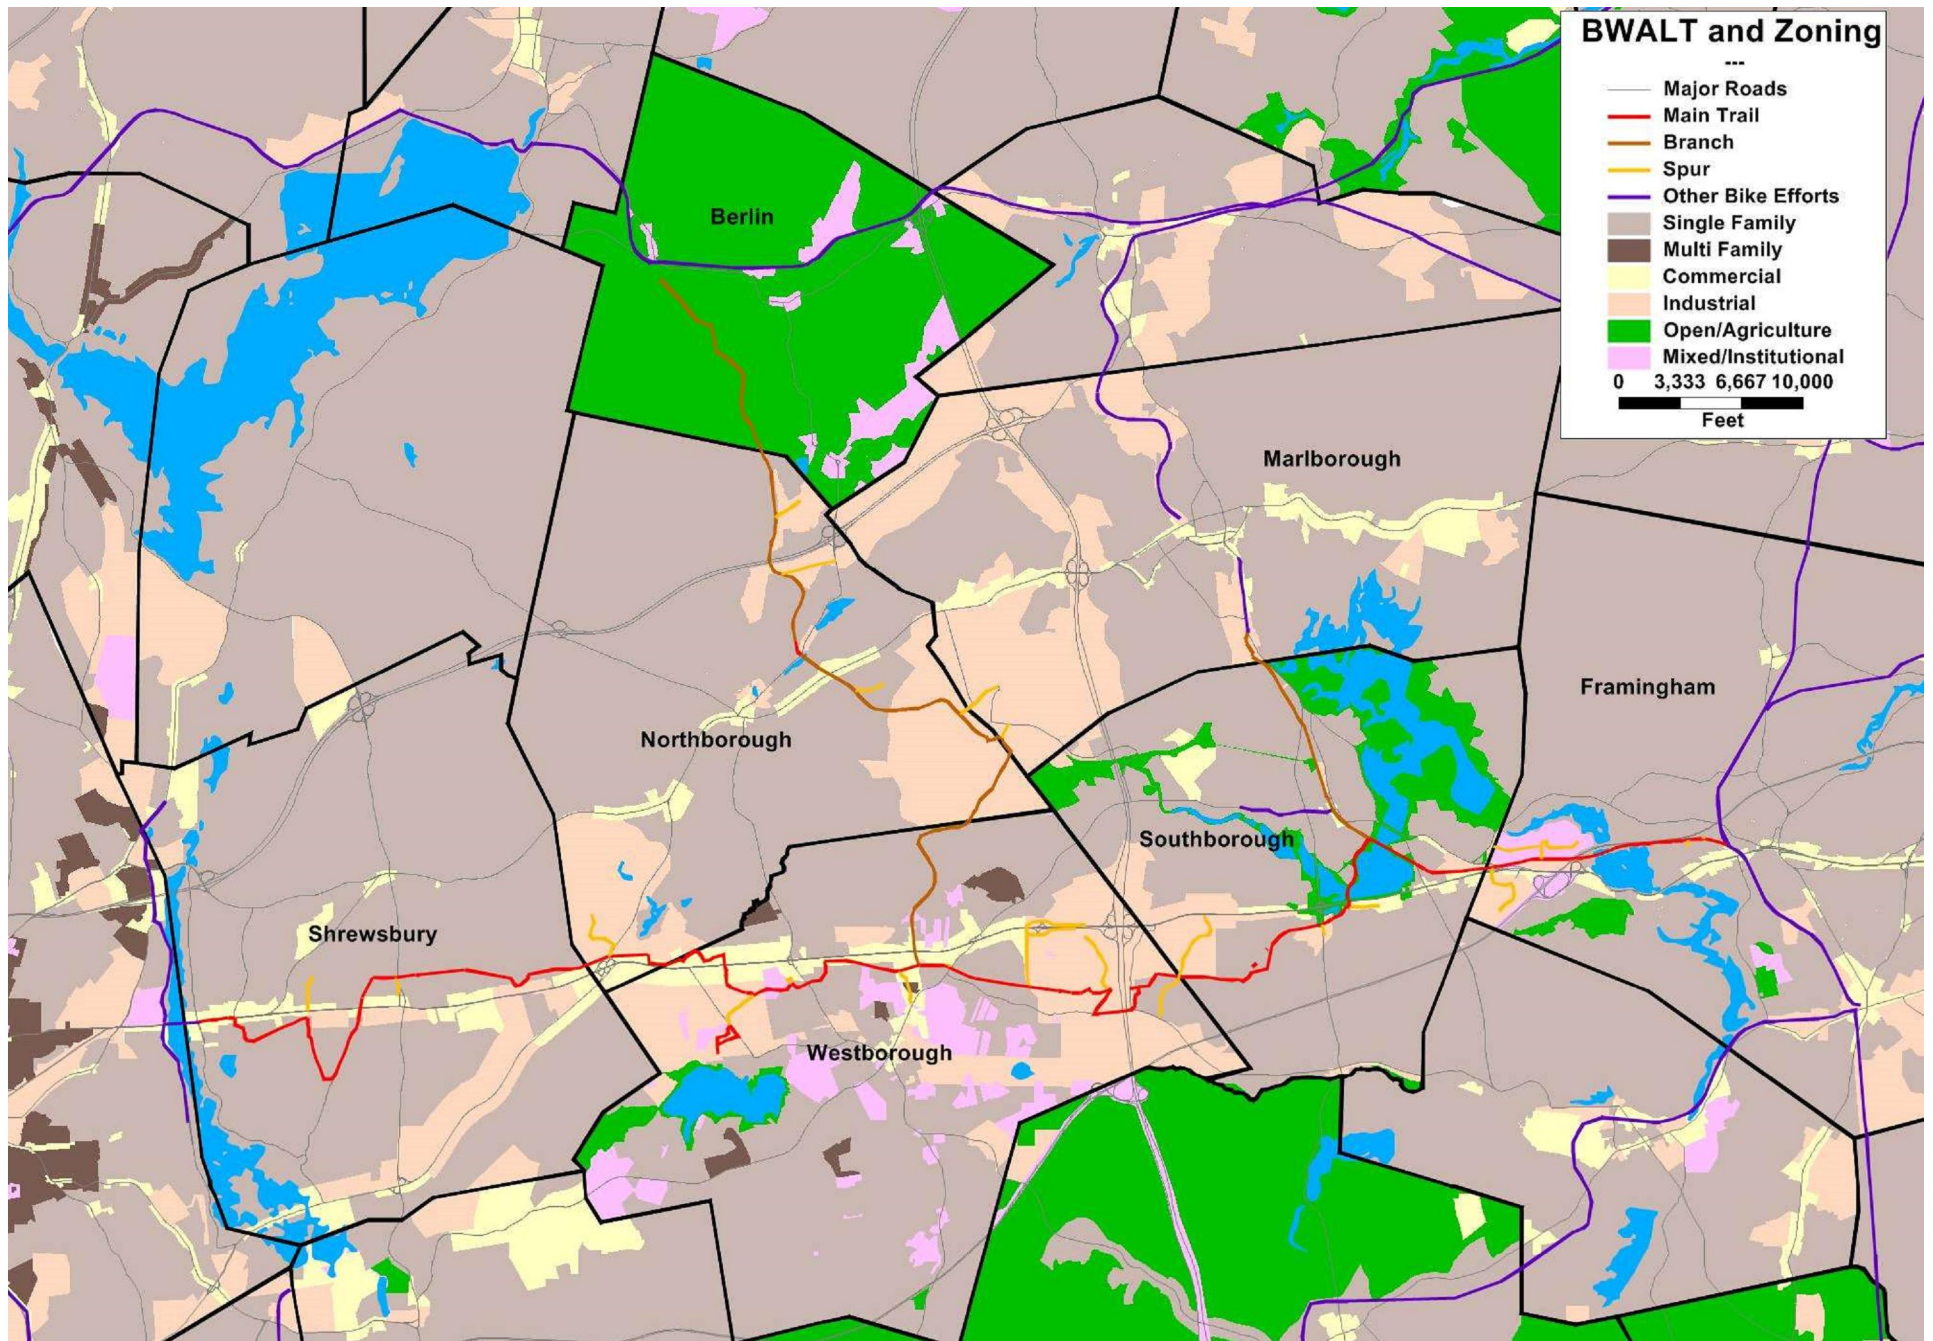 BWALT and Zoning
---
Major Roads
Main Trail
Branch
Spur
Other Bike Efforts
Single Family
Multi Family
Commercial
Industrial
Open/Agriculture
Mixed/Institutional
0 3,333 6,667 10,000
Feet
Berlin
Marlborough
Framingham
Northborough
Southborough
Shrewsbury
Westborough